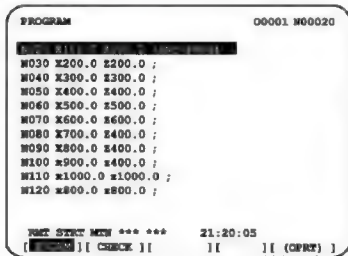 PROGRAM O0001 N00020
N030 X200.0 Z200.0 ;
N040 X300.0 Z300.0 ;
N050 X400.0 Z400.0 ;
N060 X500.0 Z500.0 ;
N070 X600.0 Z600.0 ;
N080 X700.0 Z400.0 ;
N090 X800.0 Z400.0 ;
N100 x900.0 z400.0 ;
N110 x1000.0 z1000.0 ;
N120 x800.0 z800.0 ;
RMT STRT MTN *** *** 21:20:05
[ ][ CHECK ][ ][ ][ (OPRT) ]